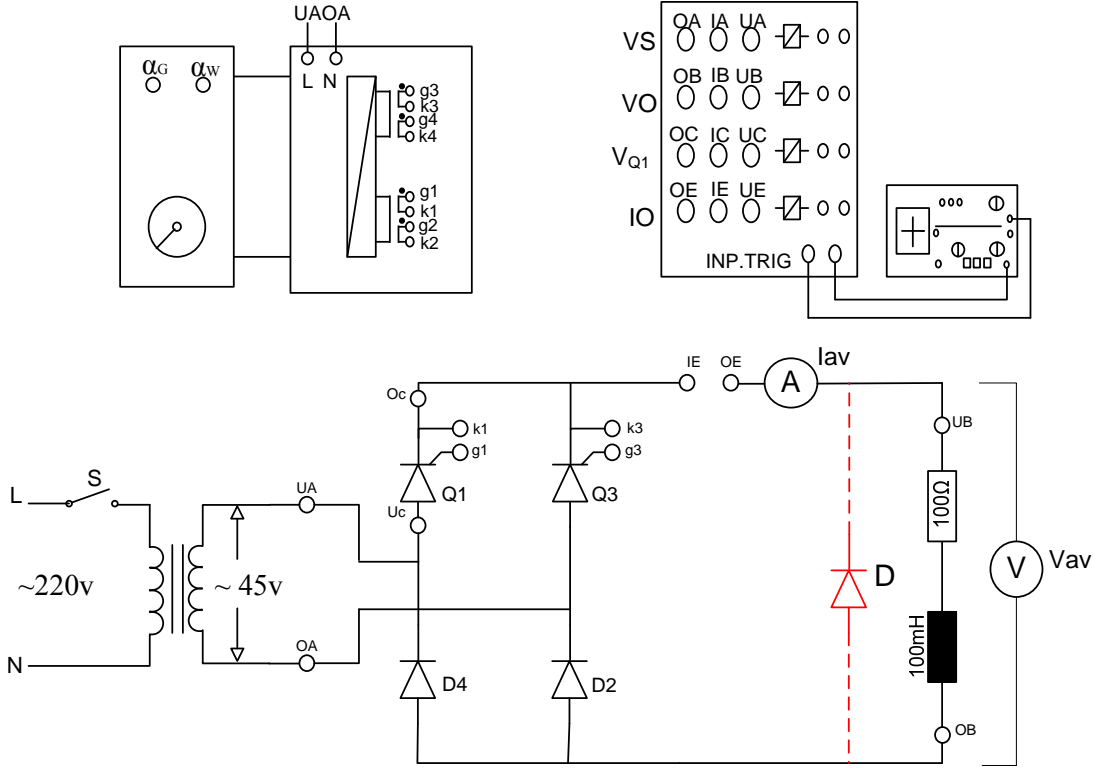 UAOA
αG αW
L N
g3
k3
g4
k4
g1
k1
g2
k2
OA IA UA
VS
OB IB UB
VO
OC IC UC
VQ1
OE IE UE
IO
INP.TRIG
IE OE Iav
A
Oc
k1
g1
Q1
Uc
k3
g3
Q3
UB
100Ω
L S
UA
~220v
~ 45v
D
V Vav
100mH
N
OA
D4
D2
OB